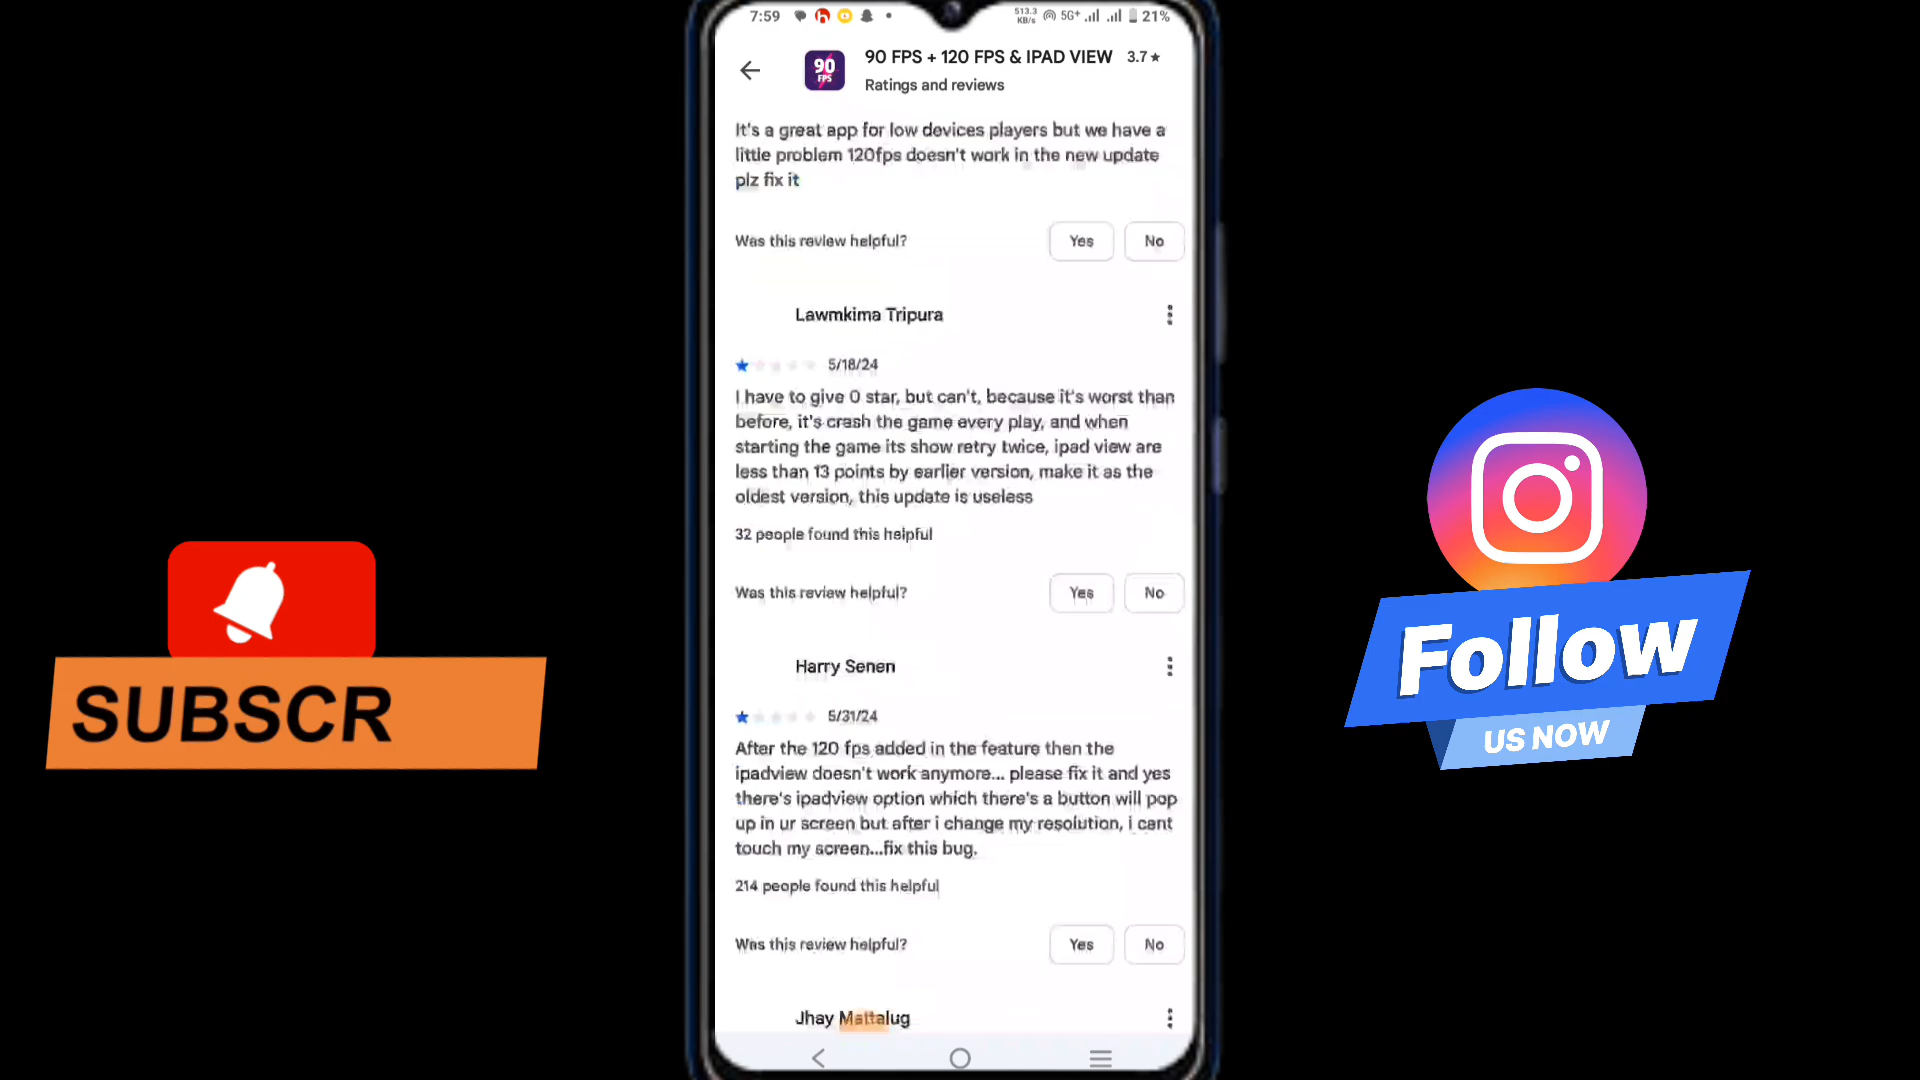 7:59
513.3
KB/s
5G+
21%
90 FPS + 120 FPS & IPAD VIEW 3.7★
90
FPS
Ratings and reviews
It's a great app for low devices players but we have a
little problem 120fps doesn't work in the new update
plz fix it
Was this review helpful? Yes No
Lawmkima Tripura
5/18/24
I have to give 0 star, but can't, because it's worst than
before, it's crash the game every play, and when
starting the game its show retry twice, ipad view are
less than 13 points by earlier version, make it as the
oldest version, this update is useless
32 people found this helpful
Was this review helpful? Yes No
Harry Senen
5/31/24
After the 120 fps added in the feature then the
ipadview doesn't work anymore... please fix it and yes
there's ipadview option which there's a button will pop
up in ur screen but after i change my resolution, i cant
touch my screen...fix this bug.
214 people found this helpful
Was this review helpful? Yes No
Jhay Mattalug
SUBSCR
Follow
US NOW